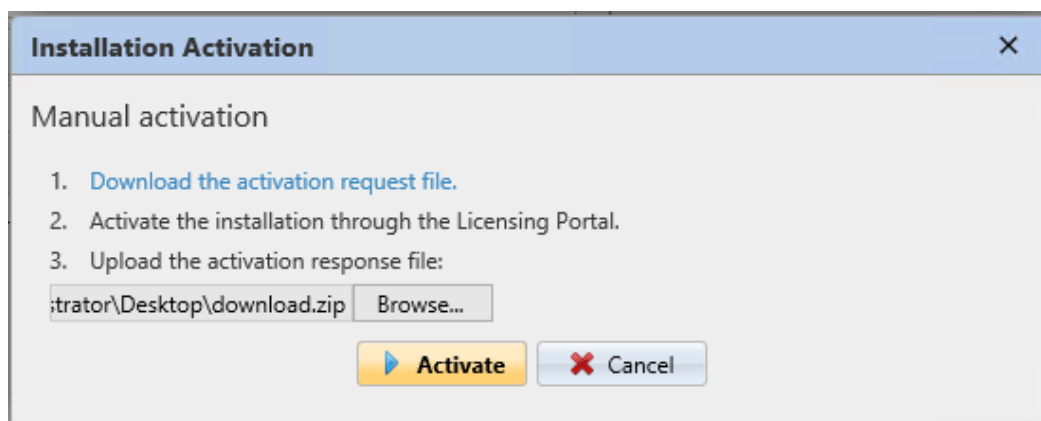 Installation Activation
Manual activation
1. Download the activation request file.
2. Activate the installation through the Licensing Portal.
3. Upload the activation response file:
strator\Desktop\download.zip Browse...
Activate Cancel